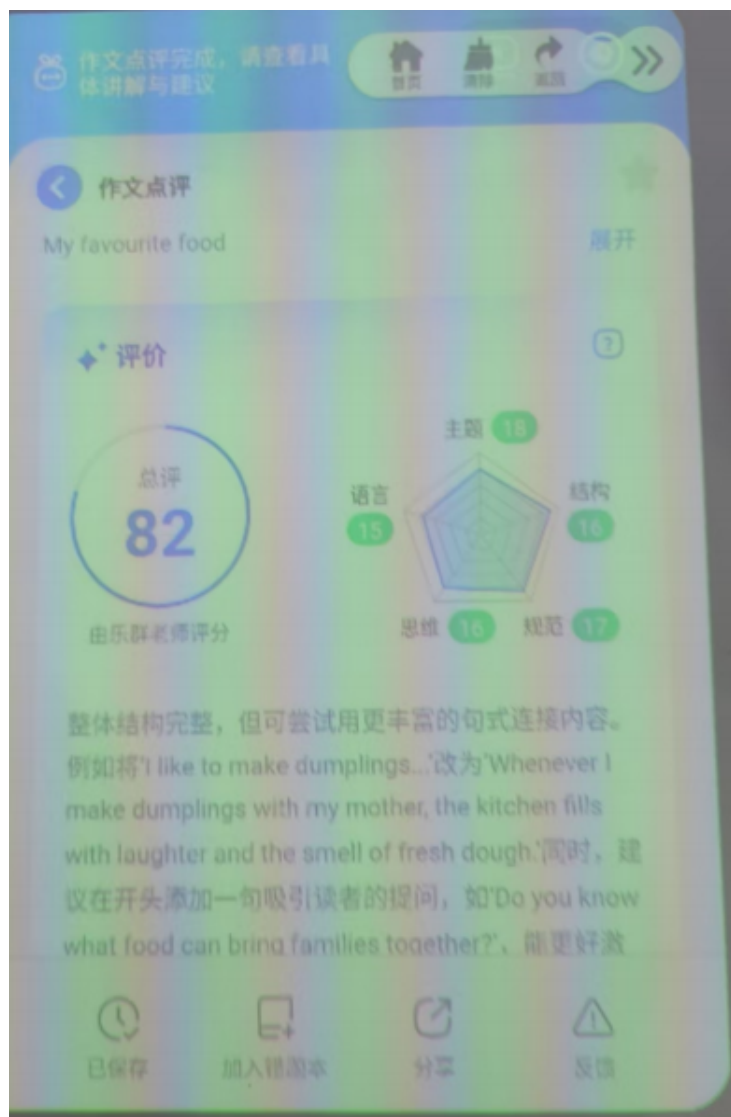 作文点评完成，请查看具
体讲解与建议
首页
清除
返回
作文点评
My favourite food
展开
评价
?
主题 18
总评
82
语言
15
结构
16
思维 16
规范 17
由乐群老师评分
整体结构完整，但可尝试用更丰富的句式连接内容。
例如将'I like to make dumplings...'改为'Whenever I
make dumplings with my mother, the kitchen fills
with laughter and the smell of fresh dough.'同时，建
议在开头添加一句吸引读者的提问，如'Do you know
what food can bring families together?'，能更好激
已保存
加入错题本
分享
反馈